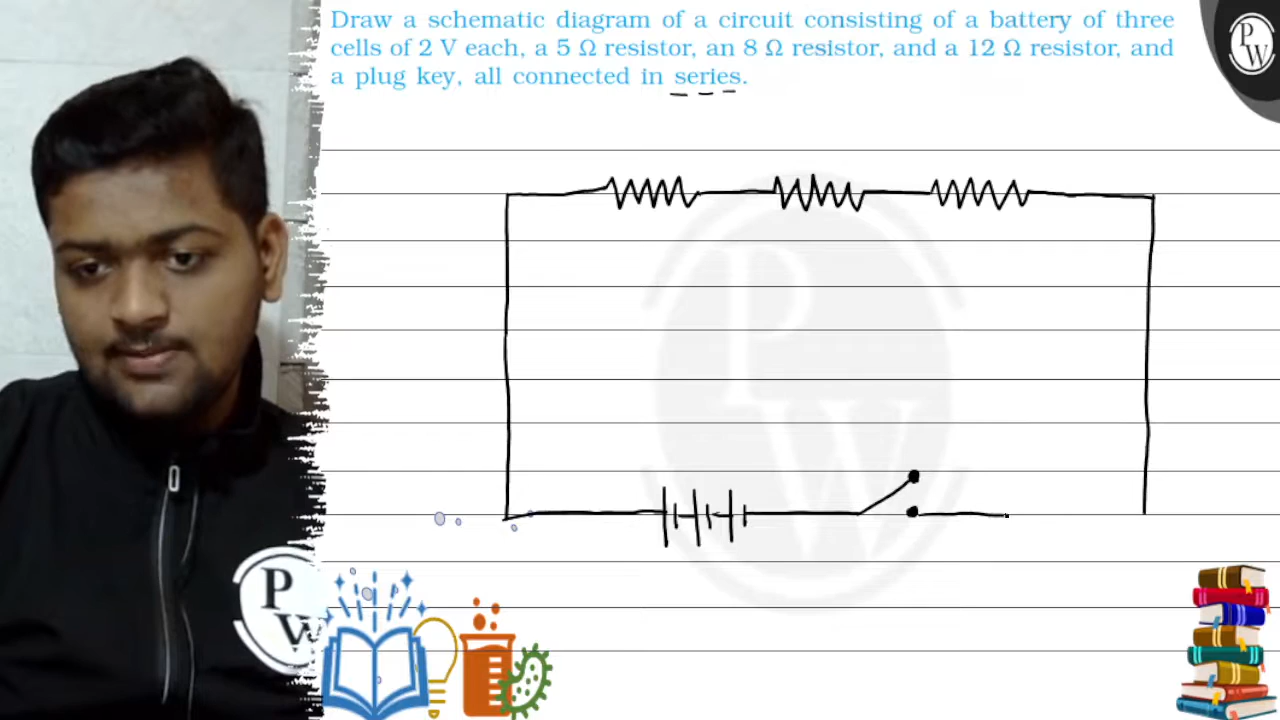 Draw a schematic diagram of a circuit consisting of a battery of three
cells of 2 V each, a 5 Ω resistor, an 8 Ω resistor, and a 12 Ω resistor, and
a plug key, all connected in series.
P
W
P
W
P
W